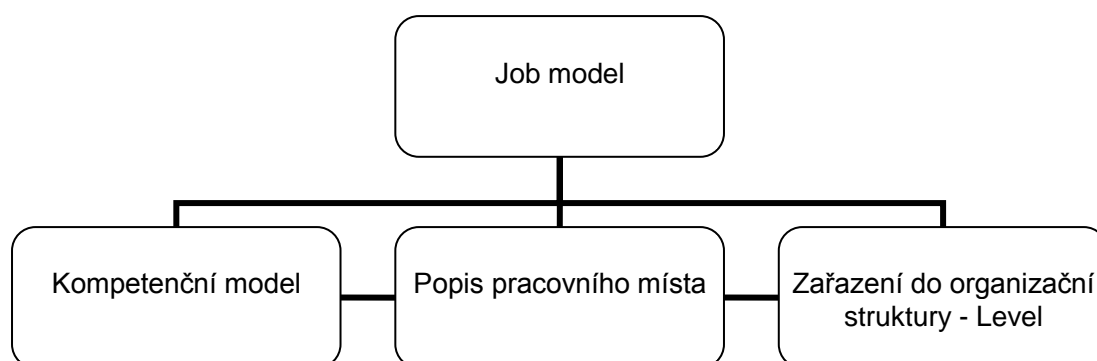 Job model
Kompetenční model
Popis pracovního místa
Zařazení do organizační
struktury - Level